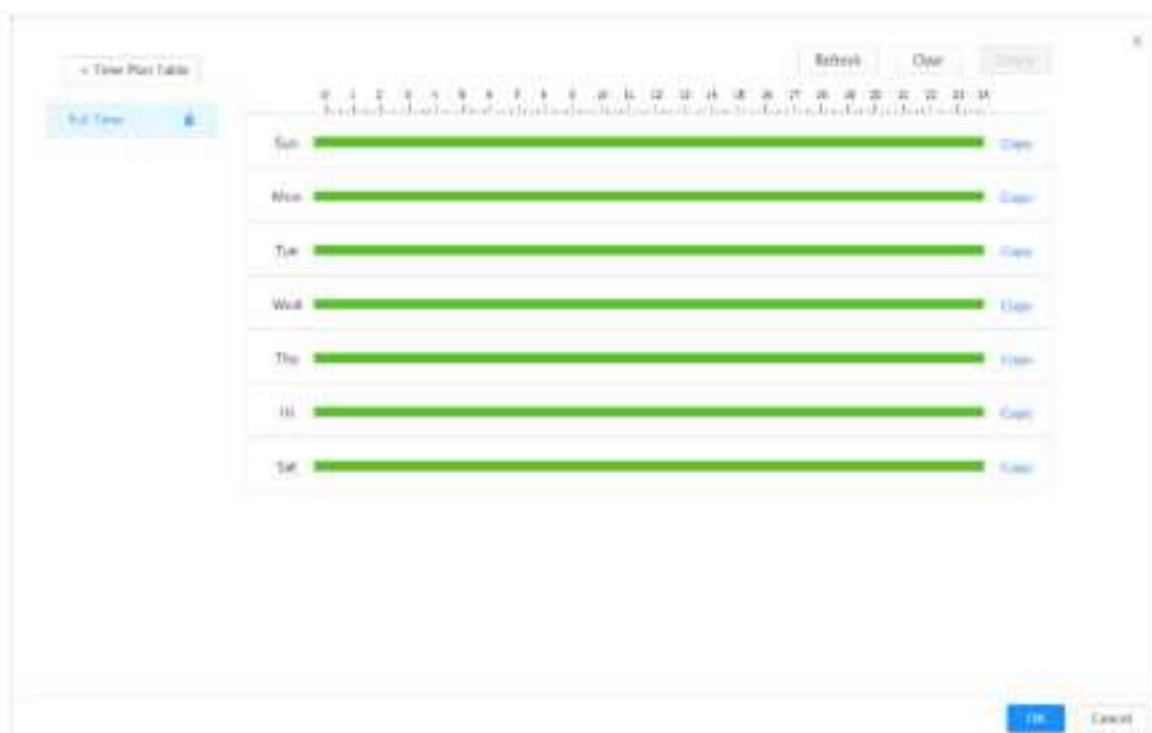 + Time Plan Table
Refresh Clear
0 1 2 3 4 5 6 7 8 9 10 11 12 13 14 15 16 17 18 19 20 21 22 23 24
Full Time
Sun Copy
Mon Copy
Tue Copy
Wed Copy
Thu Copy
Fri Copy
Sat Copy
OK Cancel